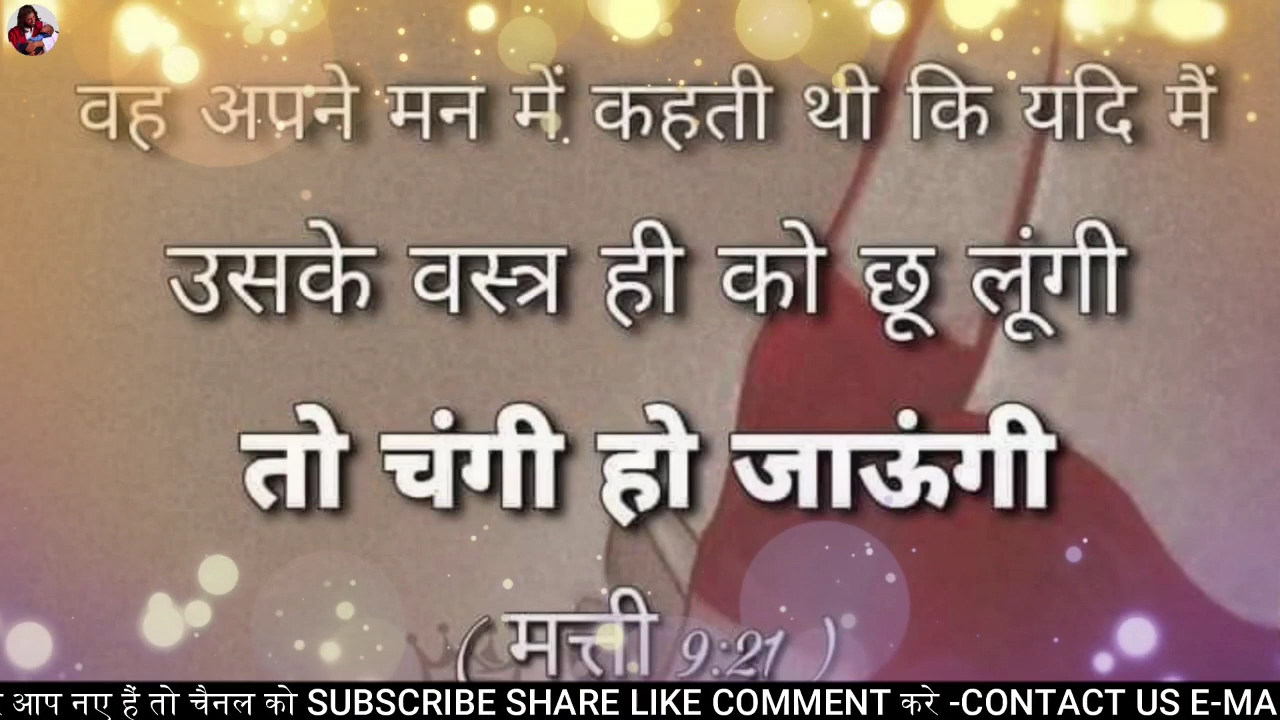 वह अपने मन में कहती थी कि यदि मैं
उसके वस्त्र ही को छू लूंगी
तो चंगी हो जाऊंगी
( मत्ती 9:21 )
आप नए हैं तो चैनल को SUBSCRIBE SHARE LIKE COMMENT करे -CONTACT US E-MA